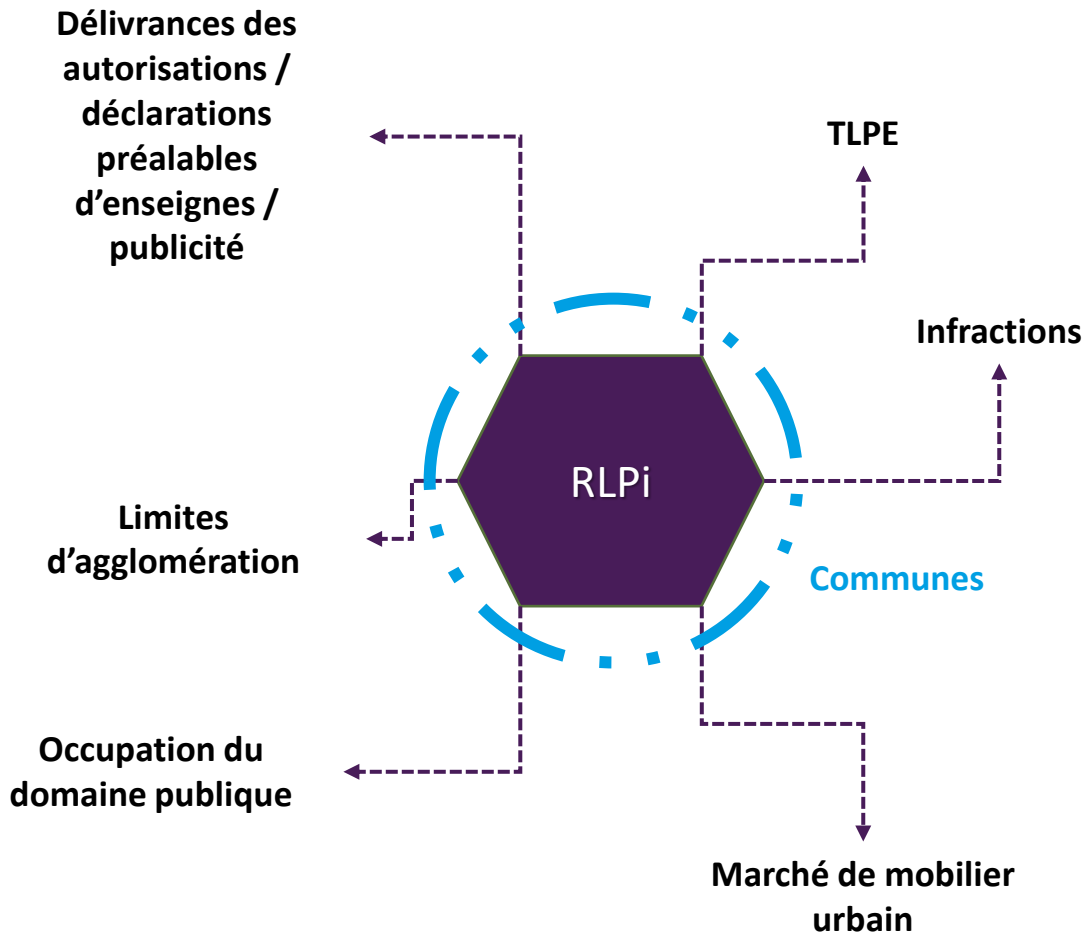 Délivrances des
autorisations /
déclarations
préalables
d’enseignes /
publicité
TLPE
Infractions
RLPi
Limites
d’agglomération
Communes
Occupation du
domaine publique
Marché de mobilier
urbain